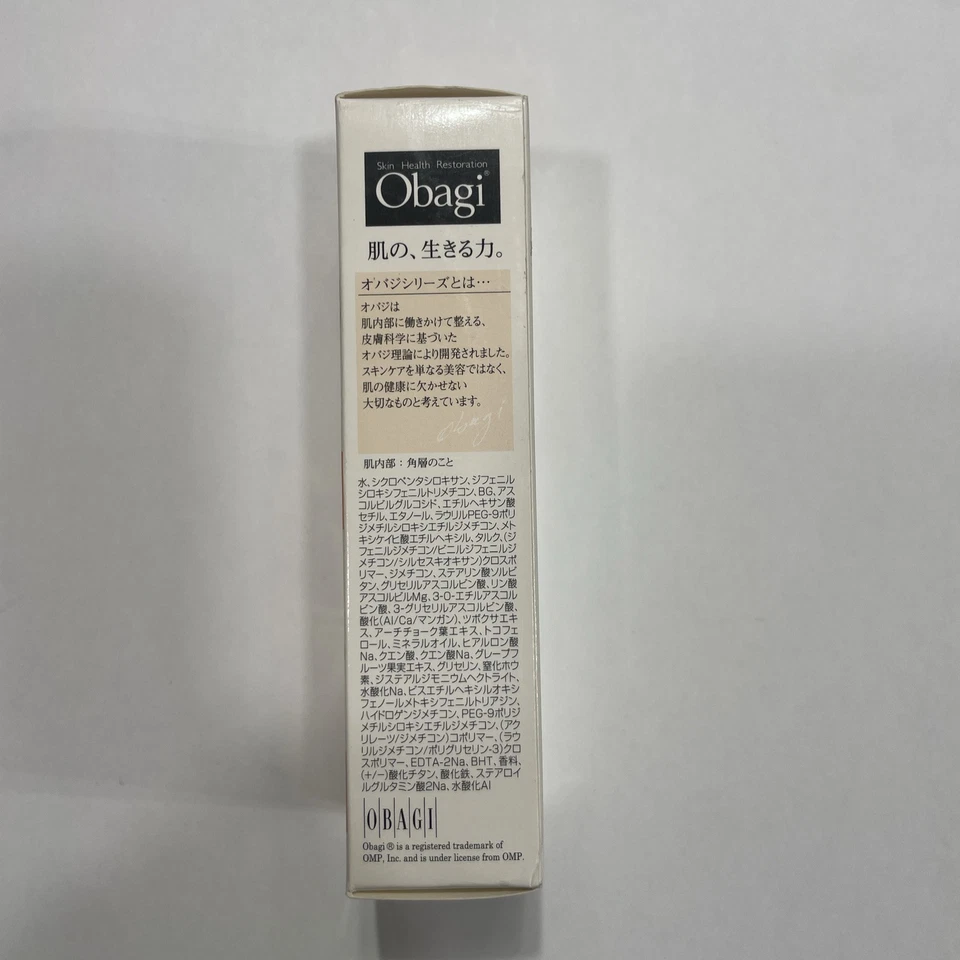 Skin Health Restoration
Obagi®
肌の、生きる力。
オバジシリーズとは…
オバジは
肌内部に働きかけて整える、
皮膚科学に基づいた
オバジ理論により開発されました。
スキンケアを単なる美容ではなく、
肌の健康に欠かせない
大切なものと考えています。
Obagi
肌内部：角層のこと
水、シクロペンタシロキサン、ジフェニル
シロキシフェニルトリメチコン、BG、アス
コルビルグルコシド、エチルヘキサン酸
セチル、エタノール、ラウリルPEG-9ポリ
ジメチルシロキシエチルジメチコン、メト
キシケイヒ酸エチルヘキシル、タルク、(ジ
フェニルジメチコン/ビニルジフェニルジ
メチコン/シルセスキオキサン)クロスポ
リマー、ジメチコン、ステアリン酸ソルビ
タン、グリセリルアスコルビン酸、リン酸
アスコルビルMg、3-O-エチルアスコル
ビン酸、3-グリセリルアスコルビン酸、
酸化(Al/Ca/マンガン)、ツボクサエキ
ス、アーチチョーク葉エキス、トコフェ
ロール、ミネラルオイル、ヒアルロン酸
Na、クエン酸、クエン酸Na、グレープフ
ルーツ果実エキス、グリセリン、窒化ホウ
素、ジステアルジモニウムヘクトライト、
水酸化Na、ビスエチルヘキシルオキシ
フェノールメトキシフェニルトリアジン、
ハイドロゲンジメチコン、PEG-9ポリジ
メチルシロキシエチルジメチコン、(アク
リレーツ/ジメチコン)コポリマー、(ラウ
リルジメチコン/ポリグリセリン-3)クロ
スポリマー、EDTA-2Na、BHT、香料、
(+/-)酸化チタン、酸化鉄、ステアロイ
ルグルタミン酸2Na、水酸化Al
OBAGI
Obagi ® is a registered trademark of
OMP, Inc. and is under license from OMP.